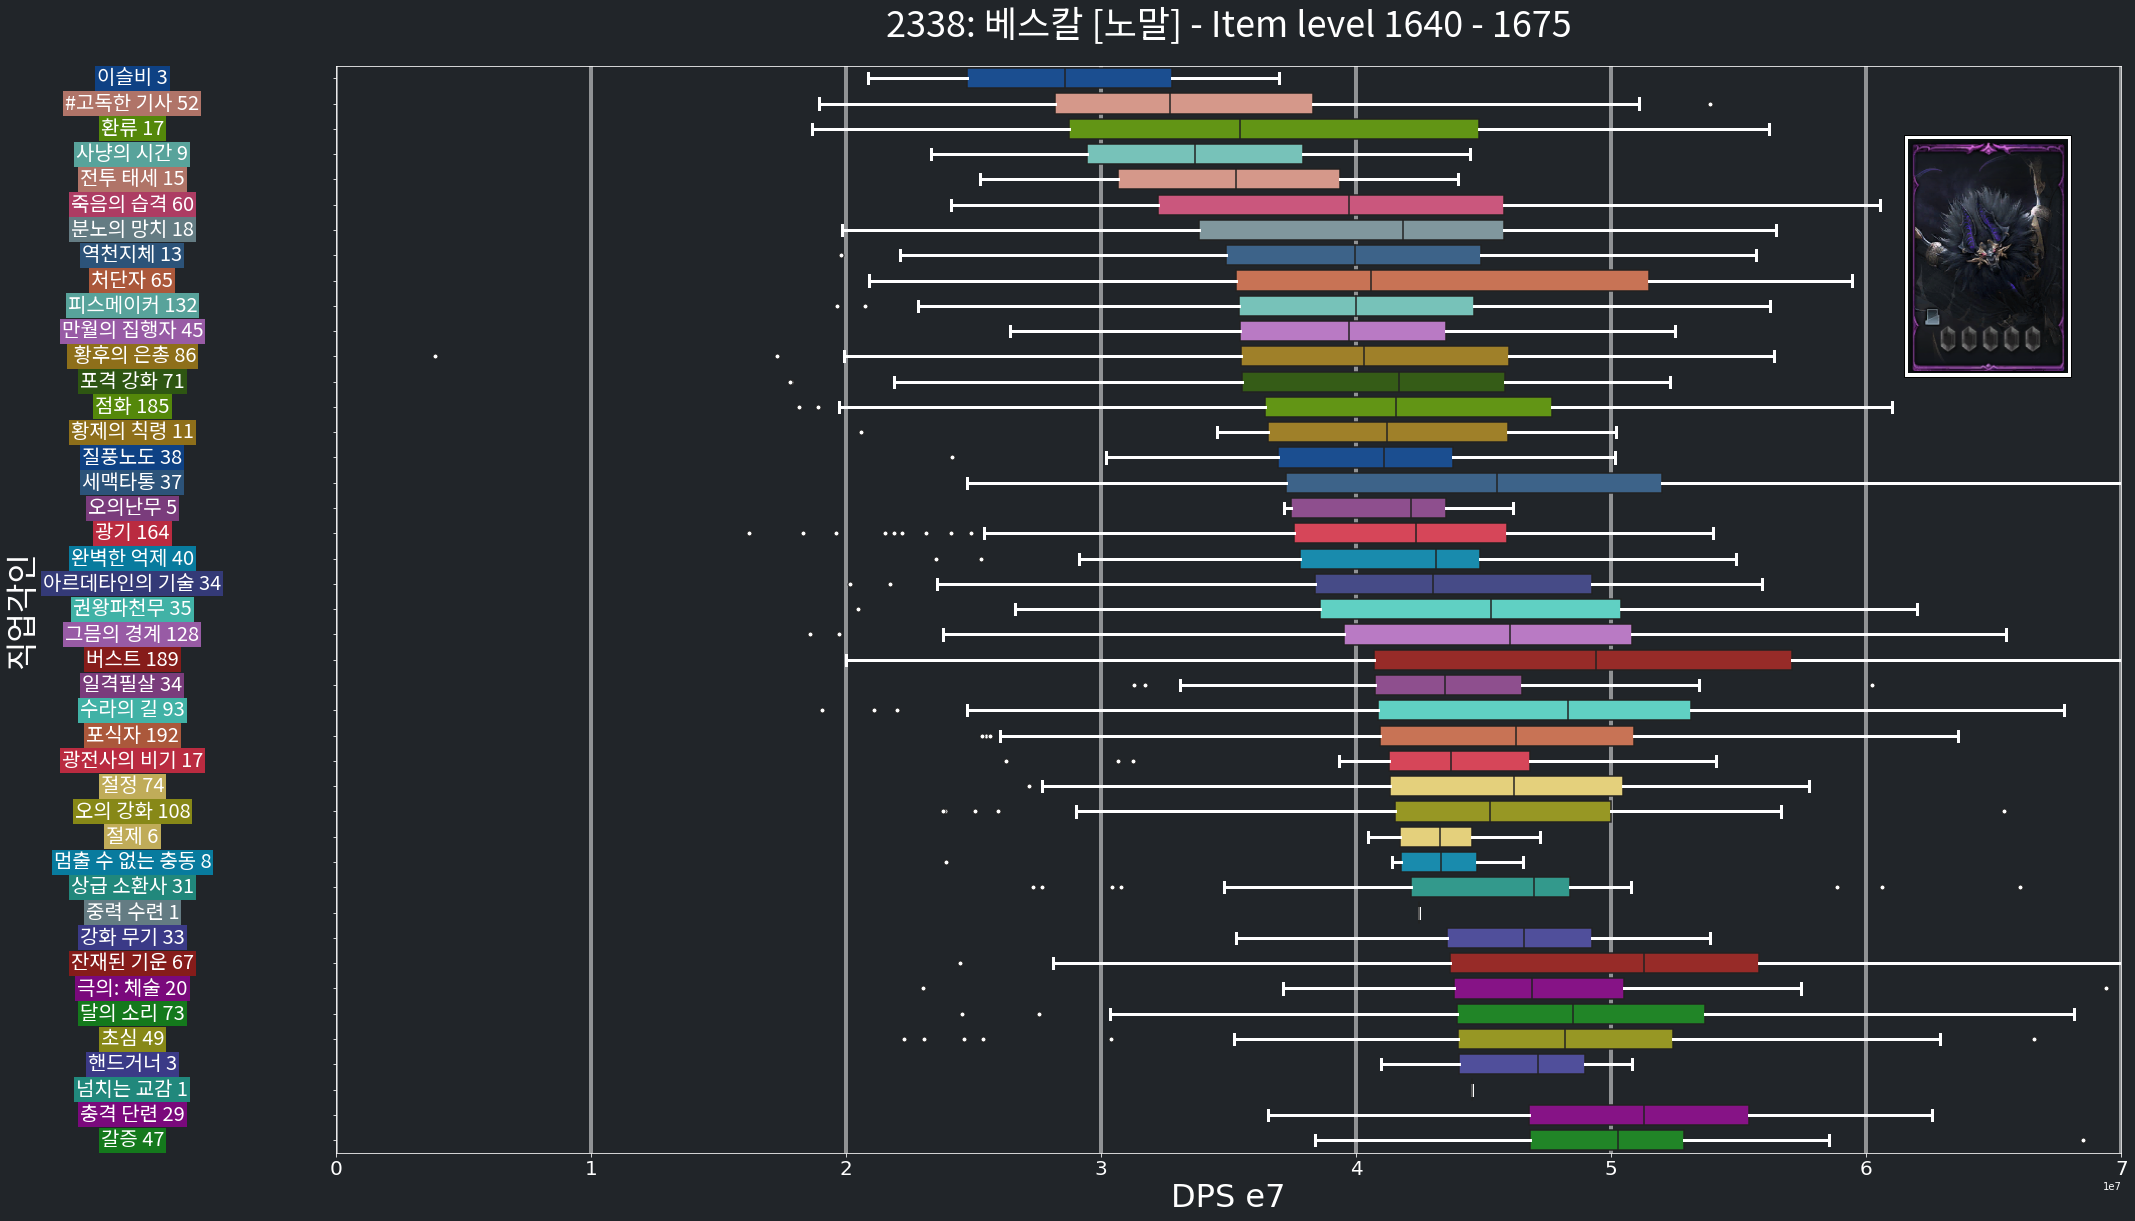 2338: 베스칼 [노말] - Item level 1640 - 1675
이슬비 3
#고독한 기사 52
환류 17
사냥의 시간 9
전투 태세 15
죽음의 습격 60
분노의 망치 18
역천지체 13
처단자 65
피스메이커 132
만월의 집행자 45
황후의 은총 86
포격 강화 71
점화 185
황제의 칙령 11
질풍노도 38
세맥타통 37
오의난무 5
광기 164
완벽한 억제 40
아르데타인의 기술 34
권왕파천무 35
그믐의 경계 128
버스트 189
일격필살 34
수라의 길 93
포식자 192
광전사의 비기 17
절정 74
오의 강화 108
절제 6
멈출 수 없는 충동 8
상급 소환사 31
중력 수련 1
강화 무기 33
잔재된 기운 67
극의: 체술 20
달의 소리 73
초심 49
핸드거너 3
넘치는 교감 1
충격 단련 29
갈증 47
직업각인
0 1 2 3 4 5 6 7
1e7
DPS e7